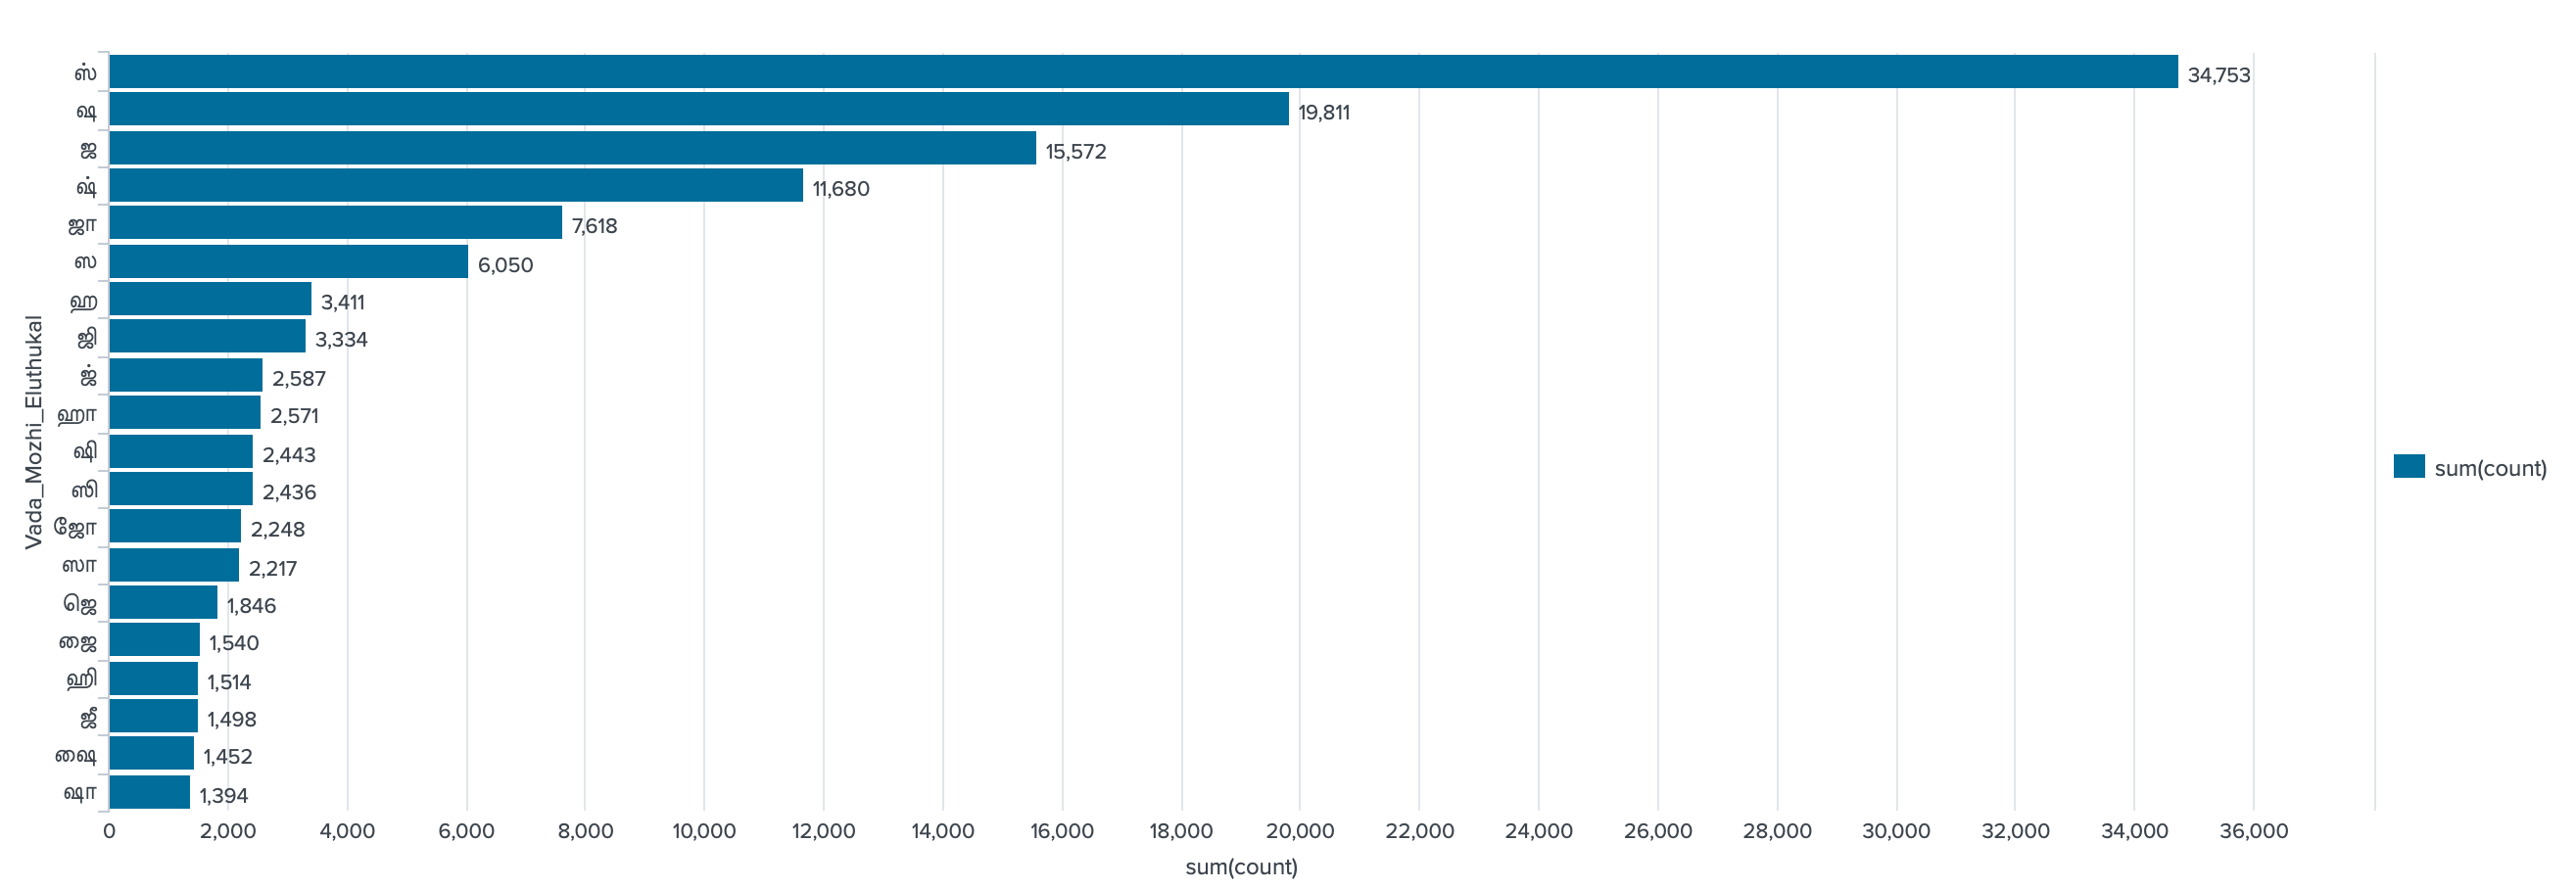 ஸ் 34,753
ஷ 19,811
ஜ 15,572
ஷ் 11,680
ஜா 7,618
ஸ 6,050
ஹ 3,411
ஜி 3,334
ஜ் 2,587
ஹா 2,571
ஷி 2,443
ஸி 2,436
ஜோ 2,248
ஸா 2,217
ஜெ 1,846
ஜை 1,540
ஹி 1,514
ஜீ 1,498
ஷை 1,452
ஷா 1,394
Vada_Mozhi_Eluthukal
0 2,000 4,000 6,000 8,000 10,000 12,000 14,000 16,000 18,000 20,000 22,000 24,000 26,000 28,000 30,000 32,000 34,000 36,000
sum(count)
sum(count)